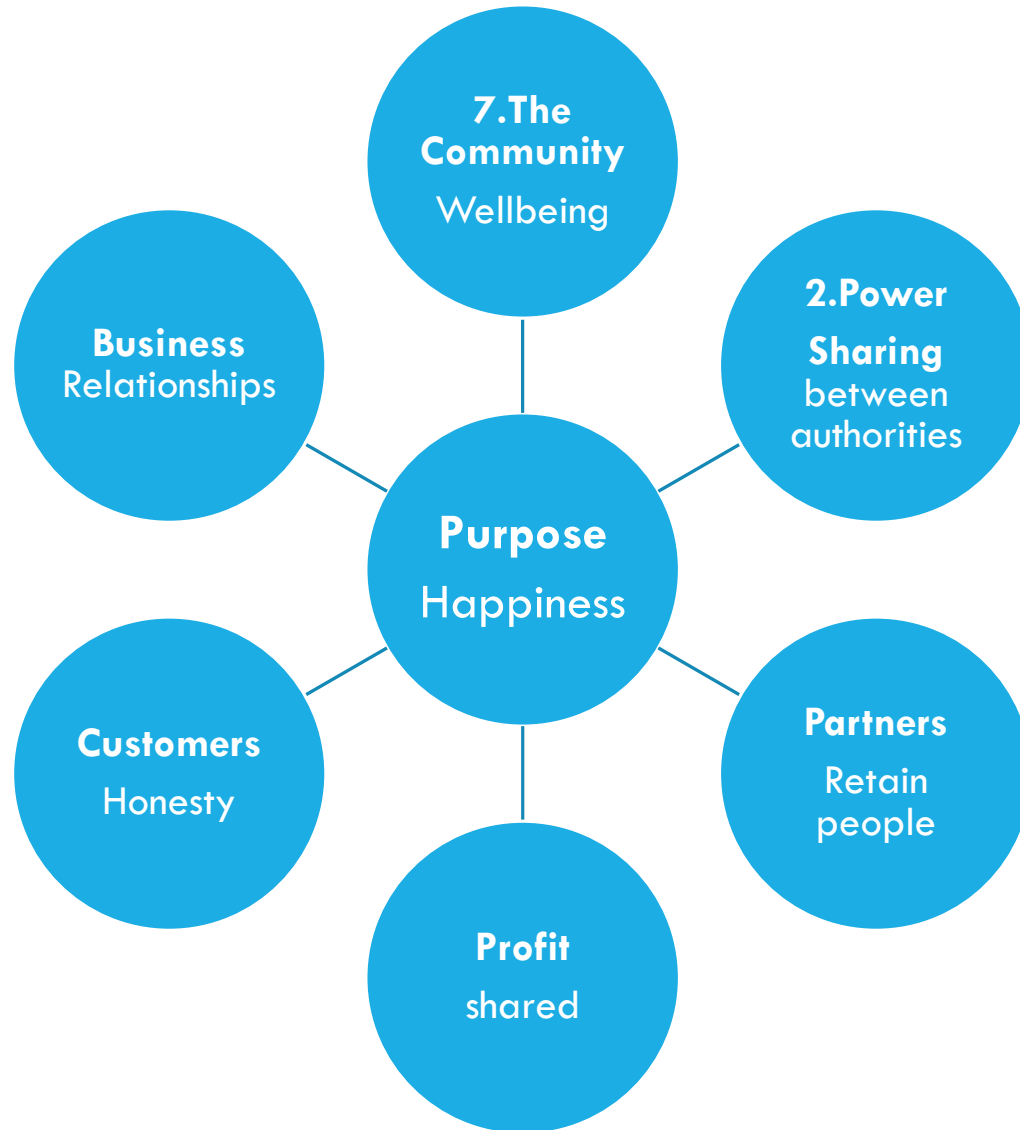 7.The
Community
Wellbeing
2.Power
Sharing
between
authorities
Business
Relationships
Purpose
Happiness
Partners
Retain
people
Customers
Honesty
Profit
shared